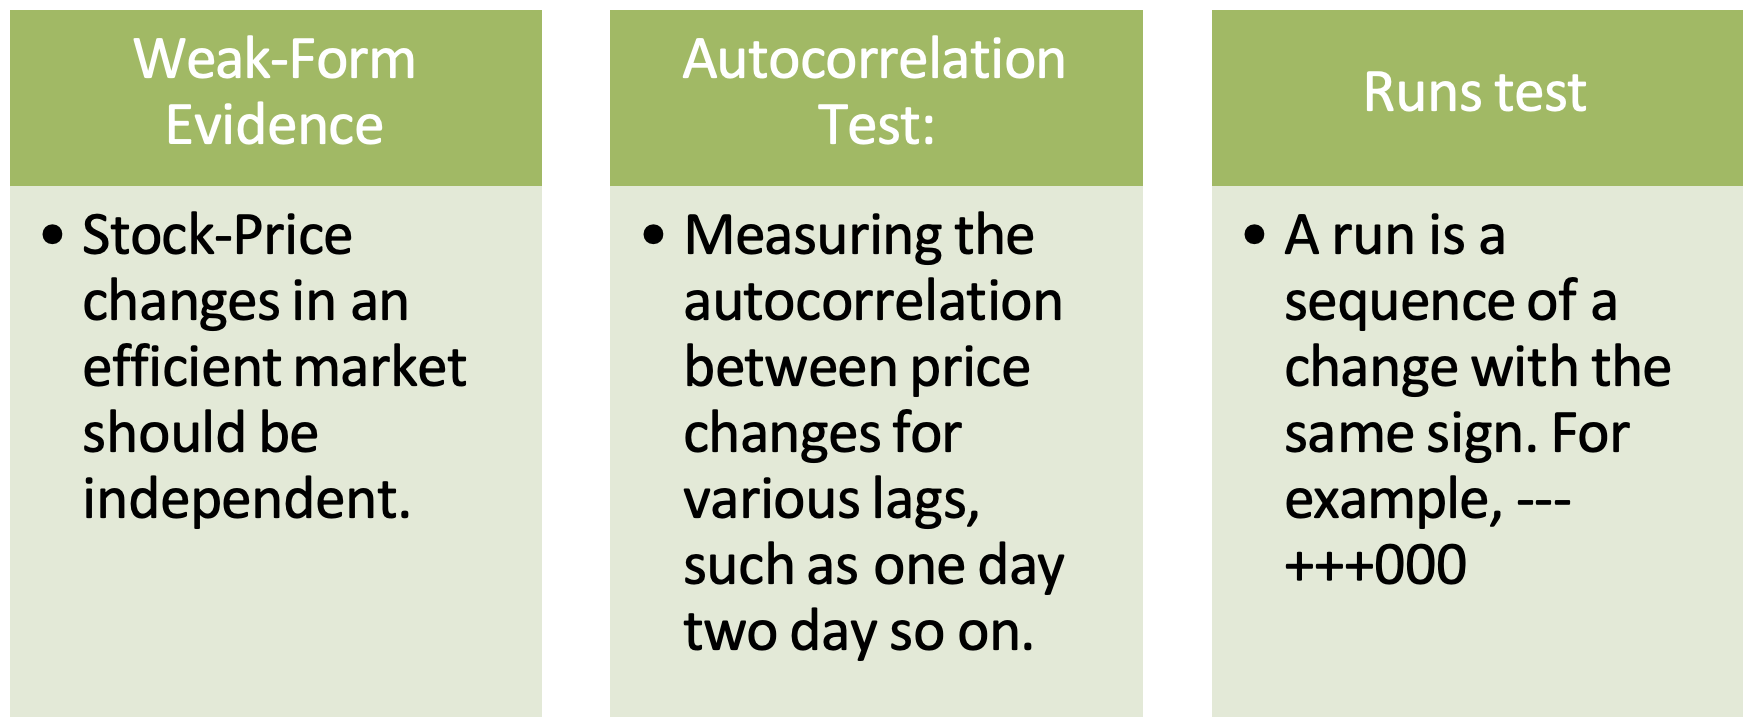 Weak-Form
Evidence
• Stock-Price
changes in an
efficient market
should be
independent.
Autocorrelation
Test:
• Measuring the
autocorrelation
between price
changes for
various lags,
such as one day
two day so on.
Runs test
• A run is a
sequence of a
change with the
same sign. For
example, ---
+++000